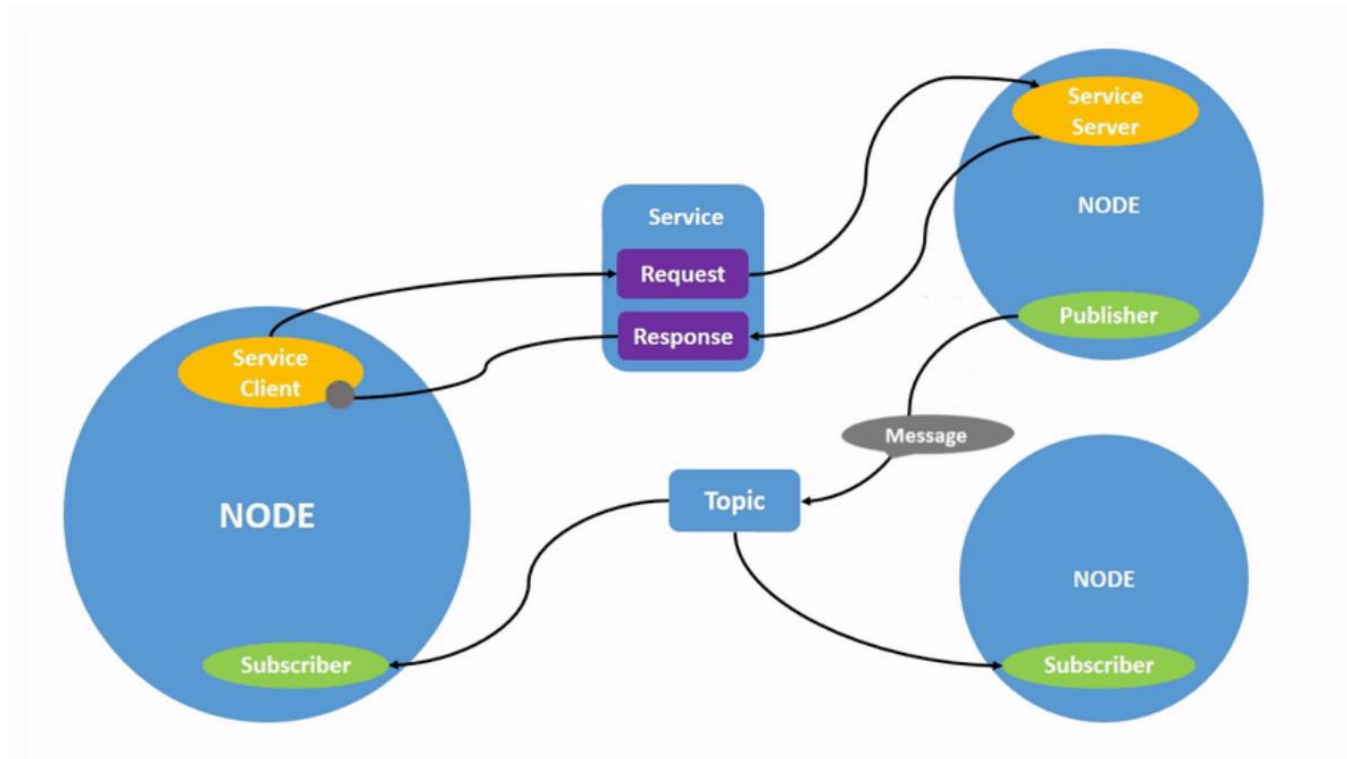 Service
Server
NODE
Service
Request
Response
Publisher
Service
Client
Message
Topic
NODE
NODE
Subscriber
Subscriber